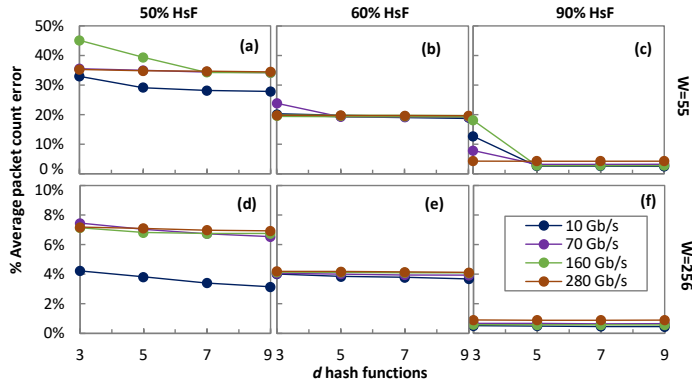 50% HsF 60% HsF 90% HsF
50%
40%
30%
20%
10%
0%
(a) (b) (c)
W=55
% Average packet count error
10%
8%
6%
4%
2%
0%
(d) (e) (f)
10 Gb/s
70 Gb/s
160 Gb/s
280 Gb/s
W=256
3 5 7 9 3 5 7 9 3 5 7 9
d hash functions